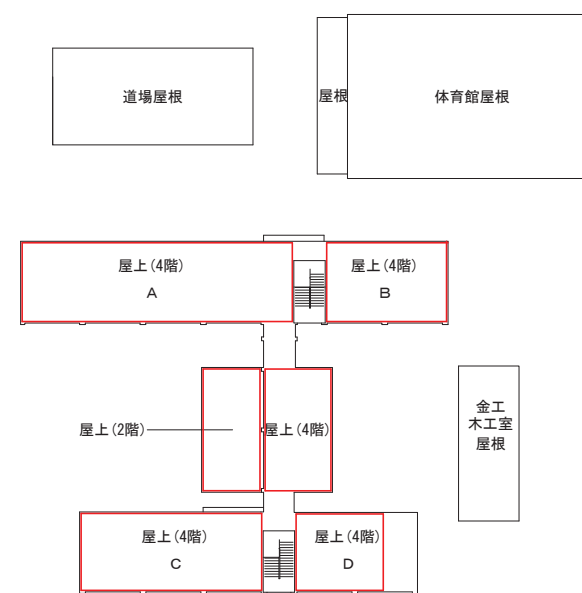 道場屋根
屋根
体育館屋根
屋上(4階)
A
屋上(4階)
B
屋上(2階)
屋上(4階)
金工
木工室
屋根
屋上(4階)
C
屋上(4階)
D